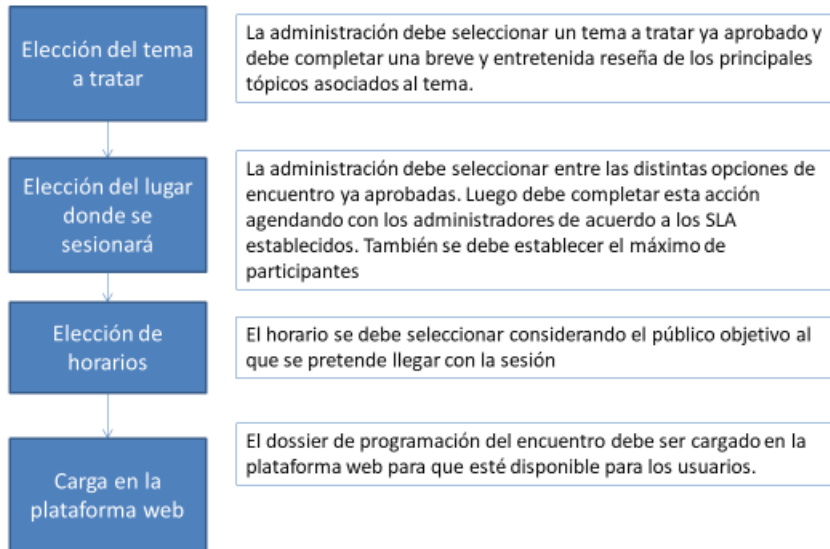 Elección del tema
a tratar
La administración debe seleccionar un tema a tratar ya aprobado y
debe completar una breve y entretenida reseña de los principales
tópicos asociados al tema.
Elección del lugar
donde se
sesionará
La administración debe seleccionar entre las distintas opciones de
encuentro ya aprobadas. Luego debe completar esta acción
agendando con los administradores de acuerdo a los SLA
establecidos. También se debe establecer el máximo de
participantes
Elección de
horarios
El horario se debe seleccionar considerando el público objetivo al
que se pretende llegar con la sesión
Carga en la
plataforma web
El dossier de programación del encuentro debe ser cargado en la
plataforma web para que esté disponible para los usuarios.